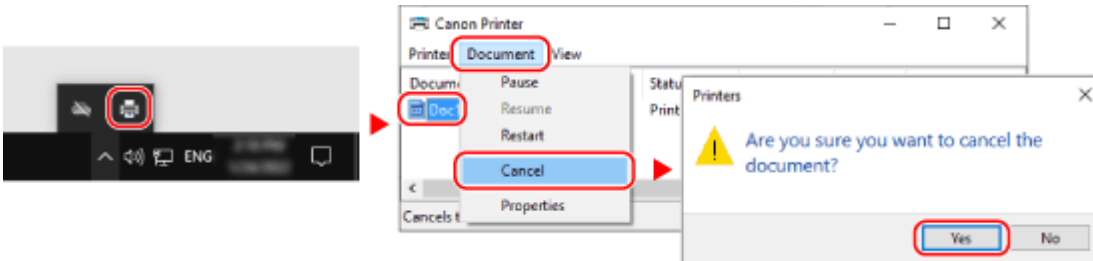 ENG
Canon Printer
Printer Document View
Docume
Statu
Pause
Doc1
Resume
Print
Restart
Cancel
Properties
Cancels t
Printers
Are you sure you want to cancel the
document?
Yes
No